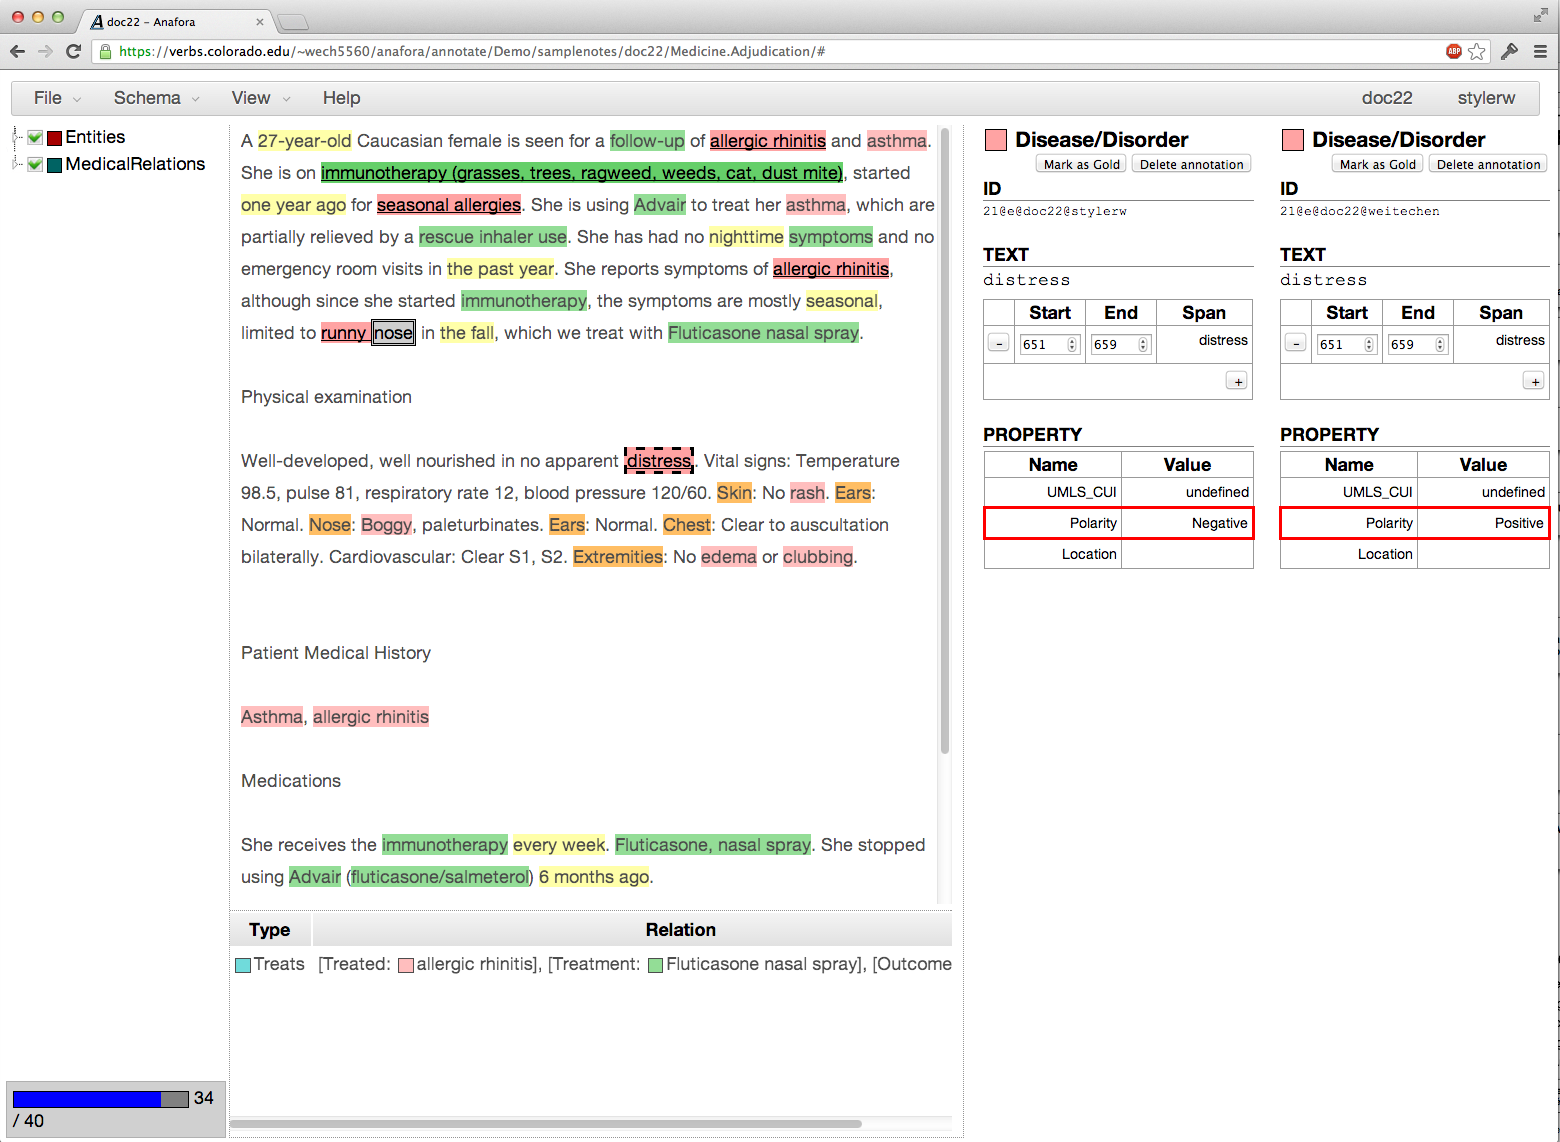 doc22 – Anafora
https://verbs.colorado.edu/~wech5560/anafora/annotate/Demo/samplenotes/doc22/Medicine.Adjudication/#
ABP
File Schema View Help doc22 stylerw
Entities
MedicalRelations
A 27-year-old Caucasian female is seen for a follow-up of allergic rhinitis and asthma.
She is on immunotherapy (grasses, trees, ragweed, weeds, cat, dust mite), started
one year ago for seasonal allergies. She is using Advair to treat her asthma, which are
partially relieved by a rescue inhaler use. She has had no nighttime symptoms and no
emergency room visits in the past year. She reports symptoms of allergic rhinitis,
although since she started immunotherapy, the symptoms are mostly seasonal,
limited to runny nose in the fall, which we treat with Fluticasone nasal spray.
Physical examination
Well-developed, well nourished in no apparent distress. Vital signs: Temperature
98.5, pulse 81, respiratory rate 12, blood pressure 120/60. Skin: No rash. Ears:
Normal. Nose: Boggy, paleturbinates. Ears: Normal. Chest: Clear to auscultation
bilaterally. Cardiovascular: Clear S1, S2. Extremities: No edema or clubbing.
Patient Medical History
Asthma, allergic rhinitis
Medications
She receives the immunotherapy every week. Fluticasone, nasal spray. She stopped
using Advair (fluticasone/salmeterol) 6 months ago.
Type Relation
Treats [Treated: allergic rhinitis], [Treatment: Fluticasone nasal spray], [Outcome
34
/ 40
Disease/Disorder
Mark as Gold Delete annotation
ID
21@e@doc22@stylerw
TEXT
distress
Start End Span
- 651 659 distress
+
PROPERTY
Name Value
UMLS_CUI undefined
Polarity Negative
Location
Disease/Disorder
Mark as Gold Delete annotation
ID
21@e@doc22@weitechen
TEXT
distress
Start End Span
- 651 659 distress
+
PROPERTY
Name Value
UMLS_CUI undefined
Polarity Positive
Location